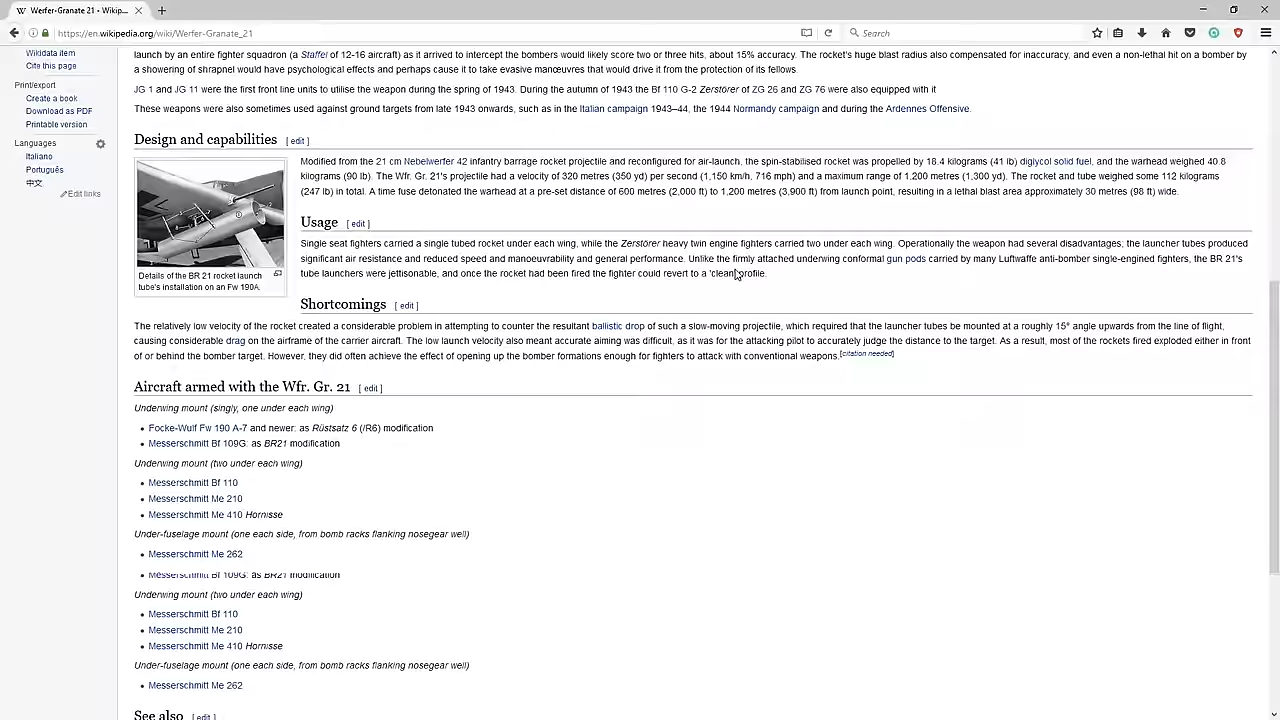 Werfer-Granate 21 - Wikip...
https://en.wikipedia.org/wiki/Werfer-Granate_21
Search
Wikidata item
Cite this page
Print/export
Create a book
Download as PDF
Printable version
Languages
Italiano
Português
中文
Edit links
launch by an entire fighter squadron (a Staffel of 12-16 aircraft) as it arrived to intercept the bombers would likely score two or three hits, about 15% accuracy. The rocket's huge blast radius also compensated for inaccuracy, and even a non-lethal hit on a bomber by
a showering of shrapnel would have psychological effects and perhaps cause it to take evasive manœuvres that would drive it from the protection of its fellows.
JG 1 and JG 11 were the first front line units to utilise the weapon during the spring of 1943. During the autumn of 1943 the Bf 110 G-2 Zerstörer of ZG 26 and ZG 76 were also equipped with it
These weapons were also sometimes used against ground targets from late 1943 onwards, such as in the Italian campaign 1943–44, the 1944 Normandy campaign and during the Ardennes Offensive.
Design and capabilities [ edit ]
Details of the BR 21 rocket launch
tube's installation on an Fw 190A.
Modified from the 21 cm Nebelwerfer 42 infantry barrage rocket projectile and reconfigured for air-launch, the spin-stabilised rocket was propelled by 18.4 kilograms (41 lb) diglycol solid fuel, and the warhead weighed 40.8
kilograms (90 lb). The Wfr. Gr. 21's projectile had a velocity of 320 metres (350 yd) per second (1,150 km/h, 716 mph) and a maximum range of 1,200 metres (1,300 yd). The rocket and tube weighed some 112 kilograms
(247 lb) in total. A time fuse detonated the warhead at a pre-set distance of 600 metres (2,000 ft) to 1,200 metres (3,900 ft) from launch point, resulting in a lethal blast area approximately 30 metres (98 ft) wide.
Usage [ edit ]
Single seat fighters carried a single tubed rocket under each wing, while the Zerstörer heavy twin engine fighters carried two under each wing. Operationally the weapon had several disadvantages; the launcher tubes produced
significant air resistance and reduced speed and manoeuvrability and general performance. Unlike the firmly attached underwing conformal gun pods carried by many Luftwaffe anti-bomber single-engined fighters, the BR 21's
tube launchers were jettisonable, and once the rocket had been fired the fighter could revert to a 'clean' profile.
Shortcomings [ edit ]
The relatively low velocity of the rocket created a considerable problem in attempting to counter the resultant ballistic drop of such a slow-moving projectile, which required that the launcher tubes be mounted at a roughly 15° angle upwards from the line of flight,
causing considerable drag on the airframe of the carrier aircraft. The low launch velocity also meant accurate aiming was difficult, as it was for the attacking pilot to accurately judge the distance to the target. As a result, most of the rockets fired exploded either in front
of or behind the bomber target. However, they did often achieve the effect of opening up the bomber formations enough for fighters to attack with conventional weapons.[citation needed]
Aircraft armed with the Wfr. Gr. 21 [ edit ]
Underwing mount (singly, one under each wing)
• Focke-Wulf Fw 190 A-7 and newer: as Rüstsatz 6 (/R6) modification
• Messerschmitt Bf 109G: as BR21 modification
Underwing mount (two under each wing)
• Messerschmitt Bf 110
• Messerschmitt Me 210
• Messerschmitt Me 410 Hornisse
Under-fuselage mount (one each side, from bomb racks flanking nosegear well)
• Messerschmitt Me 262
• Messerschmitt Bf 109G: as BR21 modification
Underwing mount (two under each wing)
• Messerschmitt Bf 110
• Messerschmitt Me 210
• Messerschmitt Me 410 Hornisse
Under-fuselage mount (one each side, from bomb racks flanking nosegear well)
• Messerschmitt Me 262
See also [ edit ]